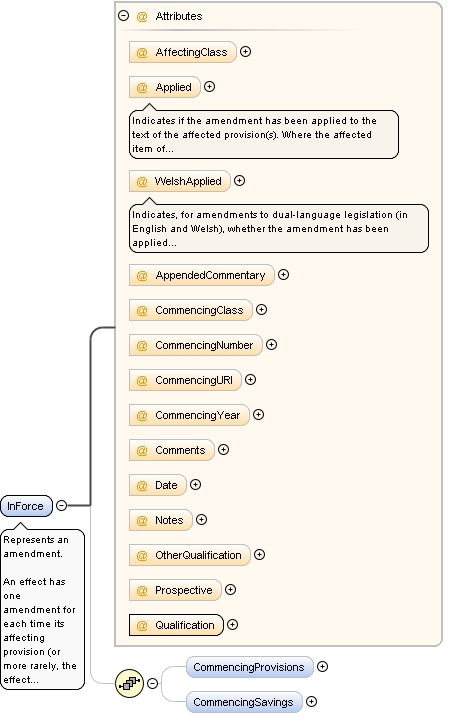 @ Attributes
@ AffectingClass
@ Applied
Indicates if the amendment has been applied to the
text of the affected provision(s). Where the affected
item of...
@ WelshApplied
Indicates, for amendments to dual-language legislation (in
English and Welsh), whether the amendment has been
applied...
@ AppendedCommentary
@ CommencingClass
@ CommencingNumber
@ CommencingURI
@ CommencingYear
@ Comments
@ Date
@ Notes
@ OtherQualification
@ Prospective
@ Qualification
InForce
Represents an
amendment.
An effect has
one
amendment for
each time its
affecting
provision (or
more rarely, the
effect...
CommencingProvisions
CommencingSavings